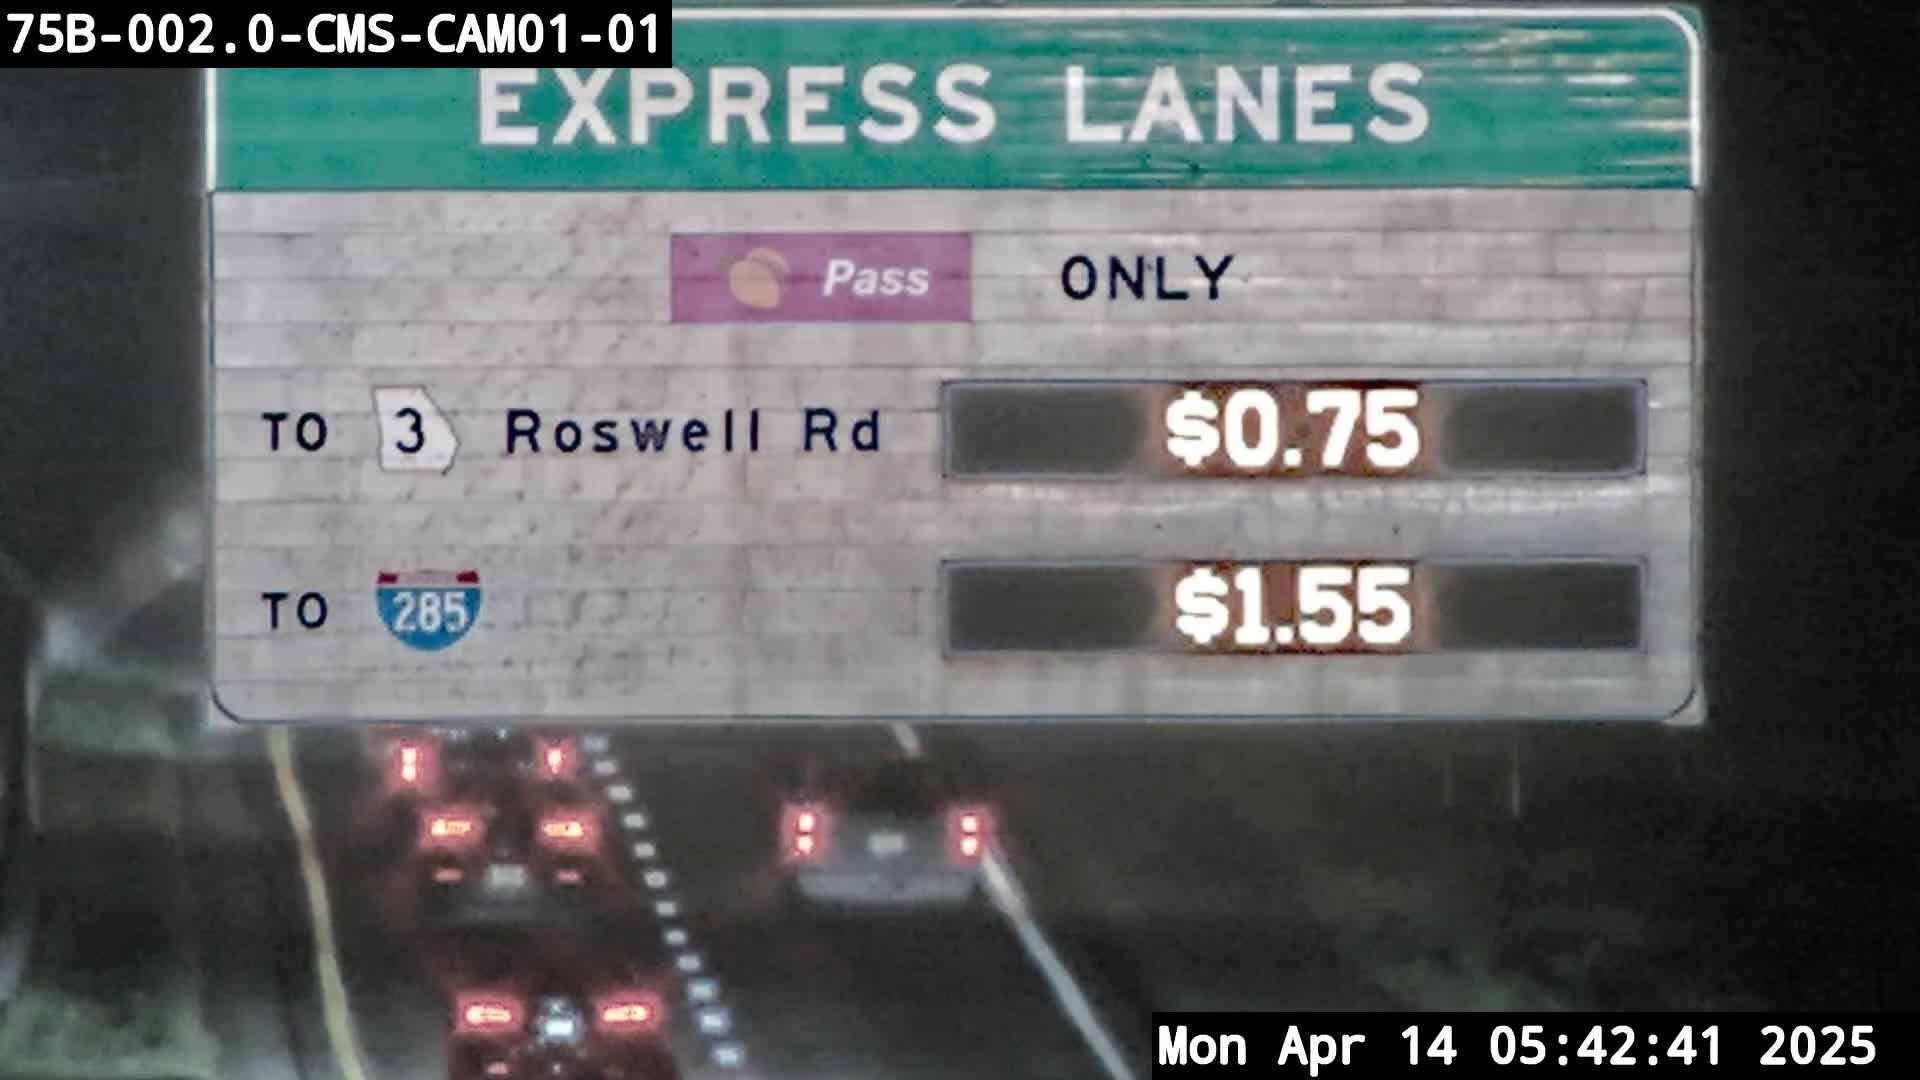 75B-002.0-CMS-CAM01-01
EXPRESS LANES
Pass ONLY
TO 3 Roswell Rd $0.75
TO 285 $1.55
Mon Apr 14 05:42:41 2025